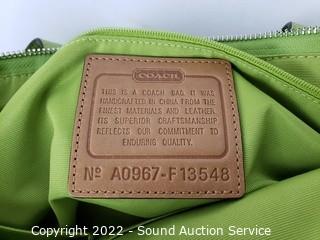 COACH
THIS IS A COACH BAG. IT WAS
HANDCRAFTED IN CHINA FROM THE
FINEST MATERIALS AND LEATHER
ITS SUPERIOR CRAFTSMANSHIP
REFLECTS OUR COMMITMENT TO
ENDURING QUALITY.
Nº A0967-F13548
Copyright 2022 - Sound Auction Service